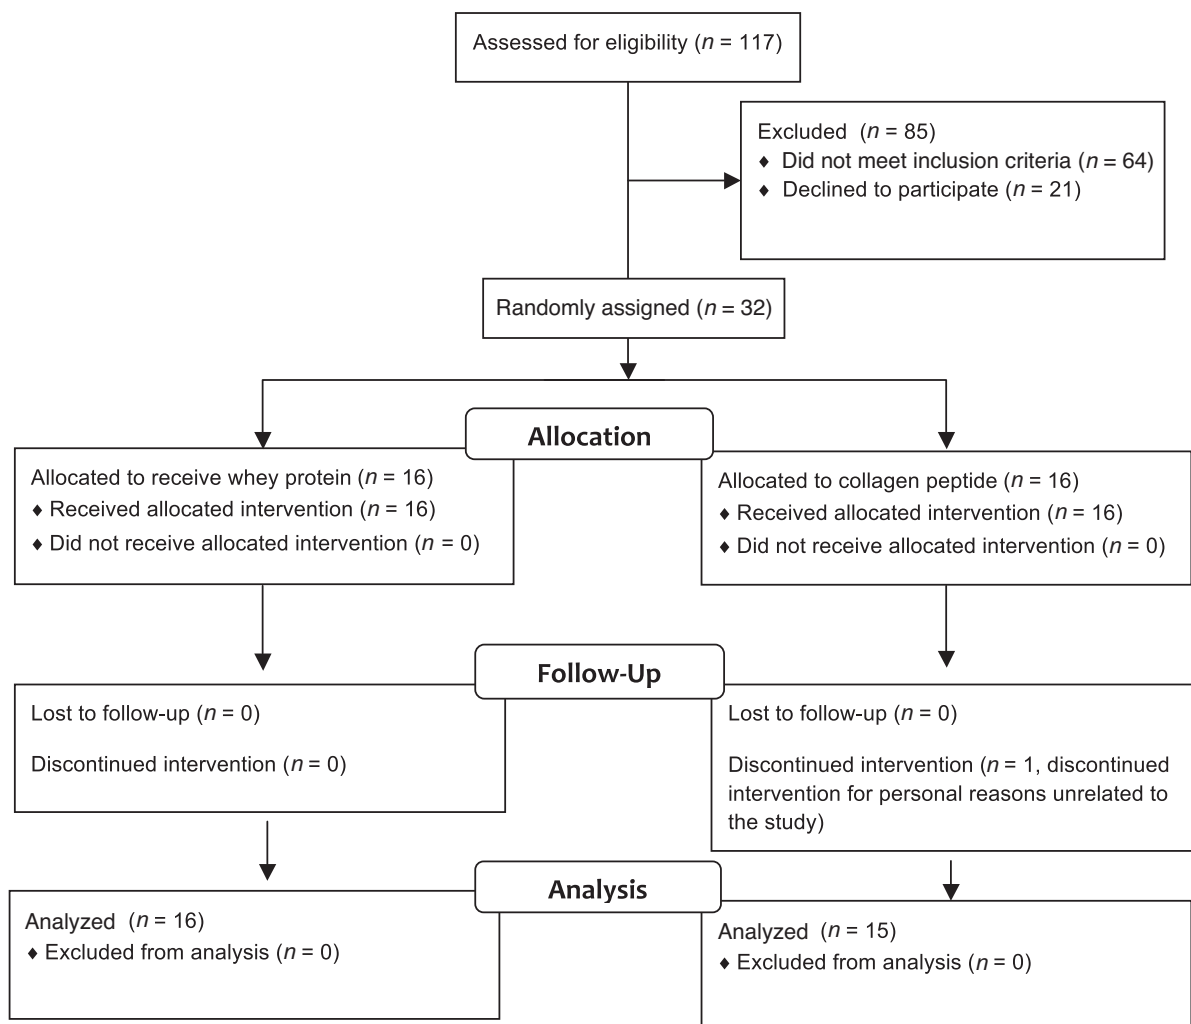 Assessed for eligibility (n = 117)
Excluded (n = 85)
♦ Did not meet inclusion criteria (n = 64)
♦ Declined to participate (n = 21)
Randomly assigned (n = 32)
Allocation
Allocated to receive whey protein (n = 16)
♦ Received allocated intervention (n = 16)
♦ Did not receive allocated intervention (n = 0)
Allocated to collagen peptide (n = 16)
♦ Received allocated intervention (n = 16)
♦ Did not receive allocated intervention (n = 0)
Follow-Up
Lost to follow-up (n = 0)
Discontinued intervention (n = 0)
Lost to follow-up (n = 0)
Discontinued intervention (n = 1, discontinued
intervention for personal reasons unrelated to
the study)
Analysis
Analyzed (n = 16)
♦ Excluded from analysis (n = 0)
Analyzed (n = 15)
♦ Excluded from analysis (n = 0)